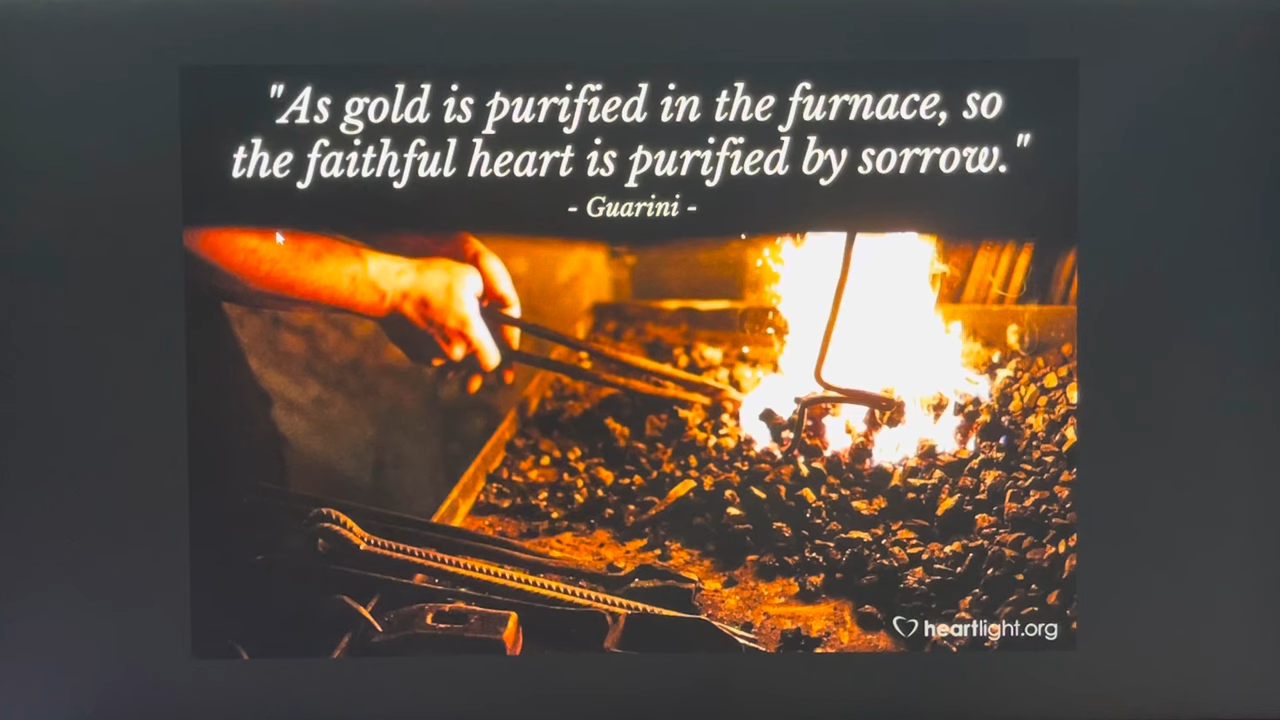 "As gold is purified in the furnace, so
the faithful heart is purified by sorrow."
- Guarini -
heartlight.org